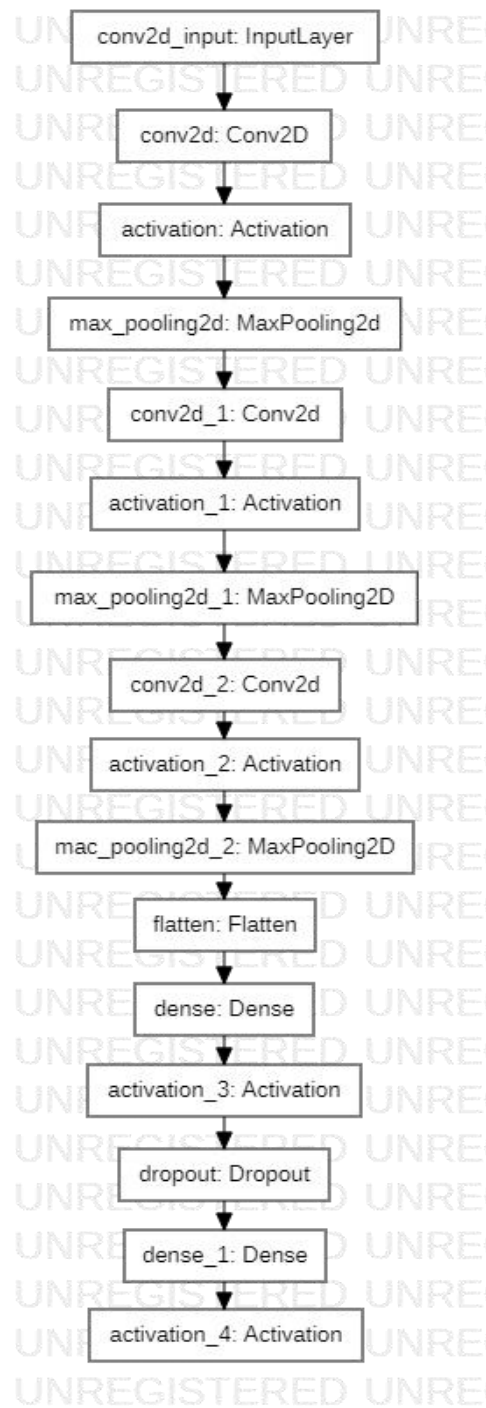 conv2d_input: InputLayer
conv2d: Conv2D
activation: Activation
max_pooling2d: MaxPooling2d
conv2d_1: Conv2d
activation_1: Activation
max_pooling2d_1: MaxPooling2D
conv2d_2: Conv2d
activation_2: Activation
mac_pooling2d_2: MaxPooling2D
flatten: Flatten
dense: Dense
activation_3: Activation
dropout: Dropout
dense_1: Dense
activation_4: Activation
UNREGISTERED